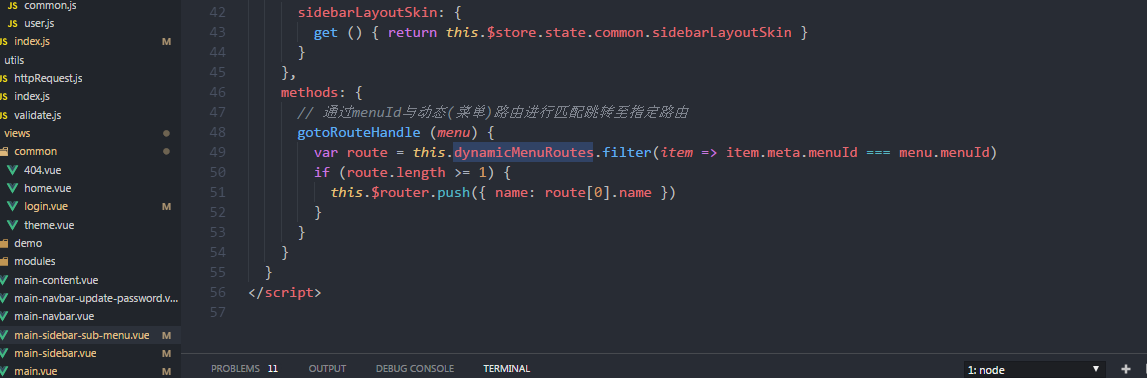 common.js
user.js
index.js M
utils
httpRequest.js
index.js
validate.js
views
common
404.vue
home.vue
login.vue M
theme.vue
demo
modules
main-content.vue
main-navbar-update-password.v...
main-navbar.vue
main-sidebar-sub-menu.vue M
main-sidebar.vue M
main.vue M
42 sidebarLayoutSkin: {
43 get () { return this.$store.state.common.sidebarLayoutSkin }
44 }
45 },
46 methods: {
47 // 通过menuId与动态(菜单)路由进行匹配跳转至指定路由
48 gotoRouteHandle (menu) {
49 var route = this.dynamicMenuRoutes.filter(item => item.meta.menuId === menu.menuId)
50 if (route.length >= 1) {
51 this.$router.push({ name: route[0].name })
52 }
53 }
54 }
55 }
56 </script>
57
PROBLEMS 11 OUTPUT DEBUG CONSOLE TERMINAL 1: node